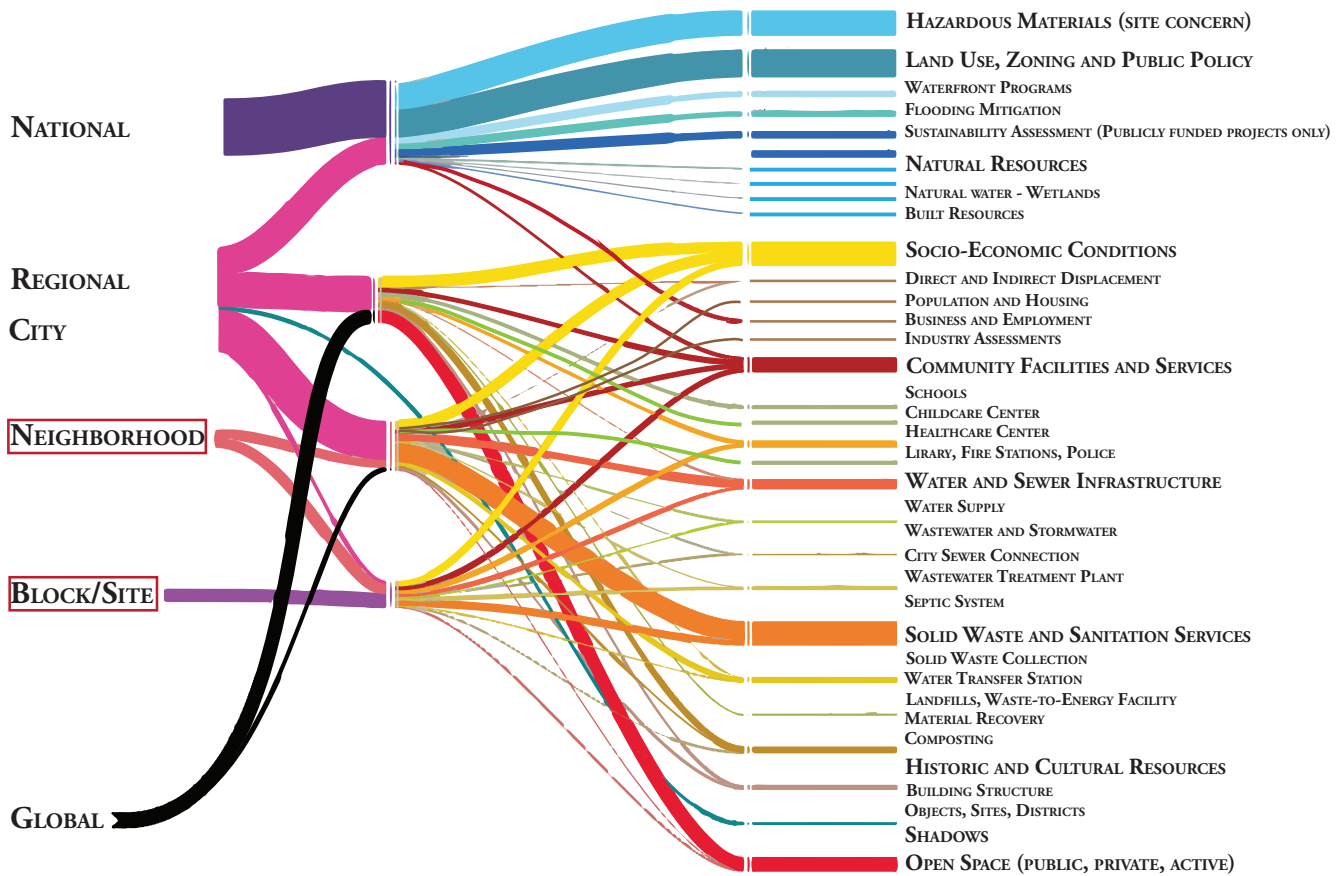 National
Regional
City
Neighborhood
Block/Site
Global
Hazardous Materials (site concern)
Land Use, Zoning and Public Policy
Waterfront Programs
Flooding Mitigation
Sustainability Assessment (Publicly funded projects only)
Natural Resources
Natural water - Wetlands
Built Resources
Socio-Economic Conditions
Direct and Indirect Displacement
Population and Housing
Business and Employment
Industry Assessments
Community Facilities and Services
Schools
Childcare Center
Healthcare Center
Lirary, Fire Stations, Police
Water and Sewer Infrastructure
Water Supply
Wastewater and Stormwater
City Sewer Connection
Wastewater Treatment Plant
Septic System
Solid Waste and Sanitation Services
Solid Waste Collection
Water Transfer Station
Landfills, Waste-to-Energy Facility
Material Recovery
Composting
Historic and Cultural Resources
Building Structure
Objects, Sites, Districts
Shadows
Open Space (public, private, active)